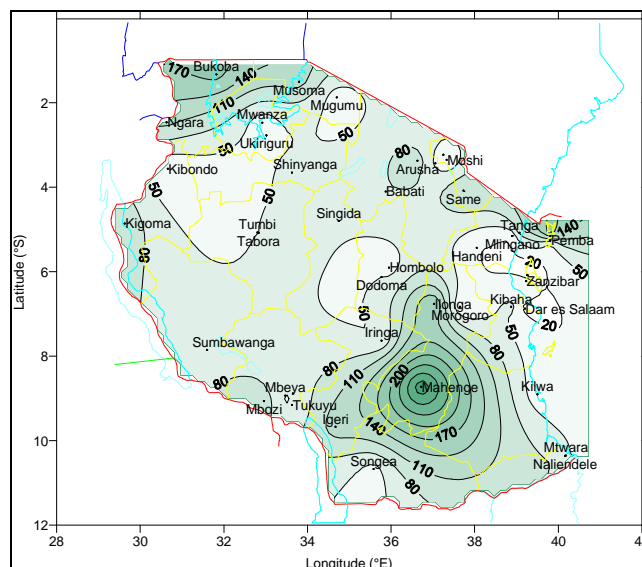 170
Bukoba
140
Musoma
2
110
Mugumu
Mwanza
Ngara
50
Ukiriguru
50
80
Moshi
Kibondo
Shinyanga
Arusha
4
50
50
Babati
Same
Kigoma
Singida
Tanga
140
Tumbi
Mingano
Pemba
Tabora
Handeni
20
50
80
6
Hombolo
Zanzibar
Dodoma
50
Ilonga
Kibaha
Dar es Salaam
Morogoro
20
Iringa
50
Sumbawanga
80
80
8
110
80
200
Mahenge
Mbeya
Kilwa
Mbozi
Tukuyu
Igeri
140
170
10
Mtwara
Songea
110
Naliendele
80
12
28
30
32
34
36
38
40
4
Latitude (°S)
Longitude (°E)